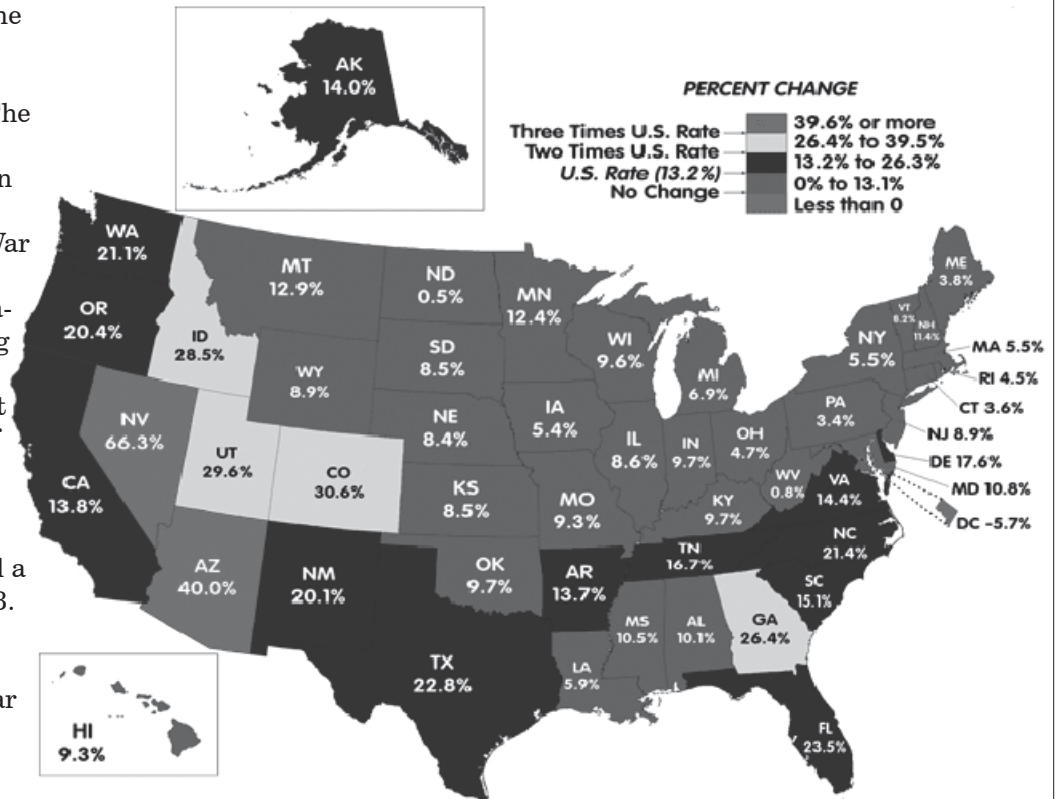 ne
he
n
War
a-
g
t
d a
3.
ar
AK
14.0%
PERCENT CHANGE
39.6% or more
Three Times U.S. Rate
26.4% to 39.5%
Two Times U.S. Rate
13.2% to 26.3%
U.S. Rate (13.2%)
0% to 13.1%
No Change
Less than 0
WA
21.1%
OR
20.4%
ID
28.5%
MT
12.9%
ND
0.5%
MN
12.4%
WI
9.6%
MI
6.9%
NY
5.5%
VT
8.2%
NH
11.4%
ME
3.8%
MA 5.5%
RI 4.5%
CT 3.6%
NJ 8.9%
DE 17.6%
MD 10.8%
DC -5.7%
WY
8.9%
SD
8.5%
NE
8.4%
IA
5.4%
IL
8.6%
IN
9.7%
OH
4.7%
PA
3.4%
WV
0.8%
VA
14.4%
NV
66.3%
UT
29.6%
CO
30.6%
KS
8.5%
MO
9.3%
KY
9.7%
NC
21.4%
CA
13.8%
AZ
40.0%
NM
20.1%
OK
9.7%
AR
13.7%
TN
16.7%
SC
15.1%
MS
10.5%
AL
10.1%
GA
26.4%
TX
22.8%
LA
5.9%
FL
23.5%
HI
9.3%